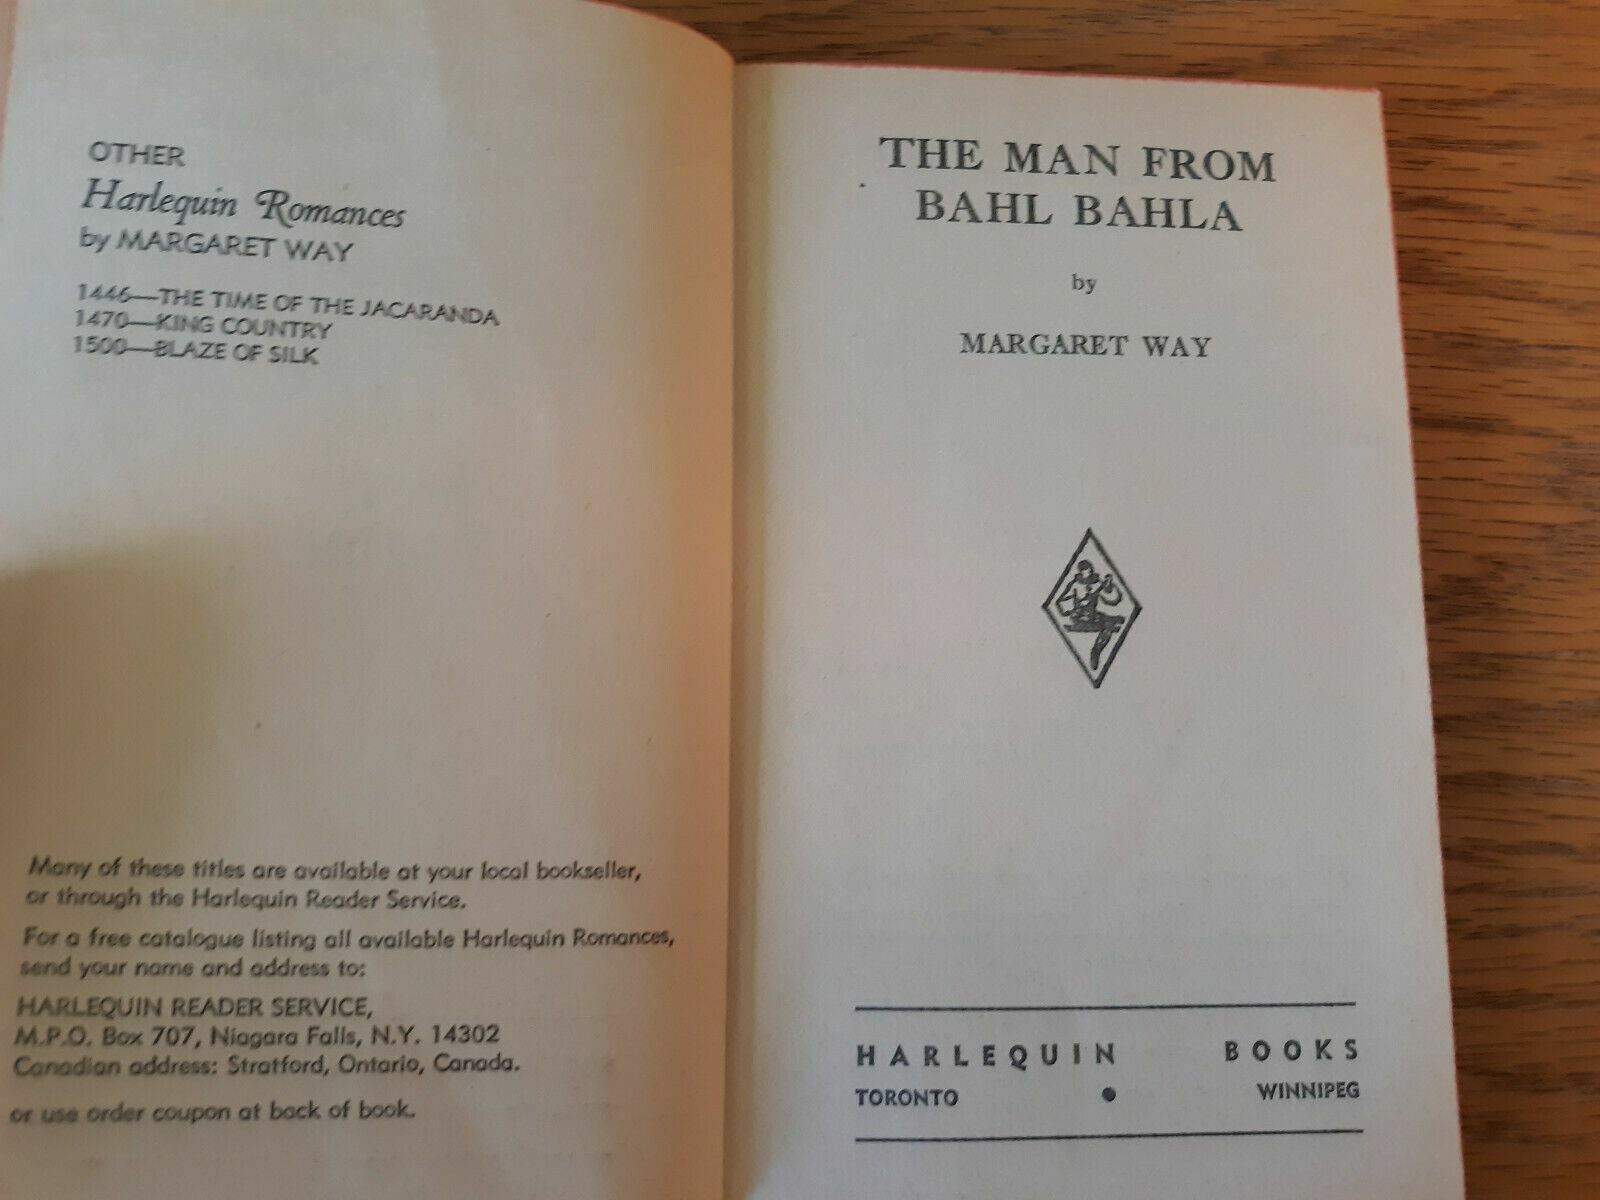 OTHER
Harlequin Romances
by MARGARET WAY
1446—THE TIME OF THE JACARANDA
1470—KING COUNTRY
1500—BLAZE OF SILK
Many of these titles are available at your local bookseller,
or through the Harlequin Reader Service.
For a free catalogue listing all available Harlequin Romances,
send your name and address to:
HARLEQUIN READER SERVICE,
M.P.O. Box 707, Niagara Falls, N.Y. 14302
Canadian address: Stratford, Ontario, Canada.
or use order coupon at back of book.
THE MAN FROM
BAHL BAHLA
by
MARGARET WAY
HARLEQUIN BOOKS
TORONTO • WINNIPEG